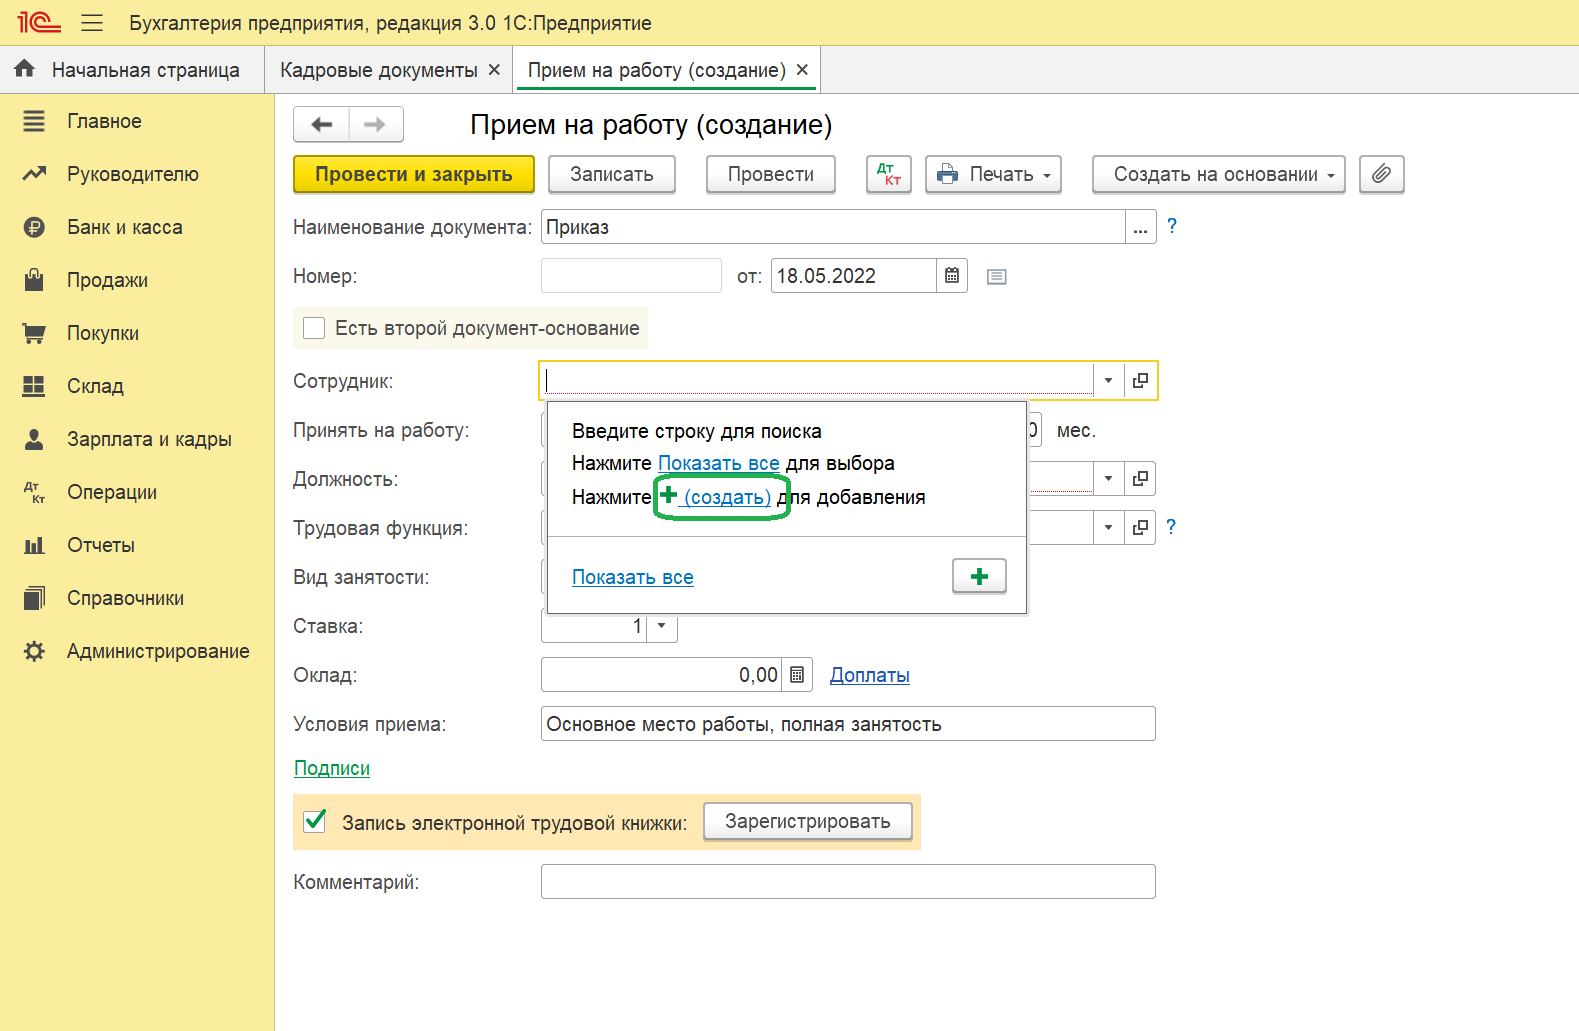 1С Бухгалтерия предприятия, редакция 3.0 1С:Предприятие
Начальная страница Кадровые документы × Прием на работу (создание) ×
Главное
Руководителю
Банк и касса
Продажи
Покупки
Склад
Зарплата и кадры
Дт Кт Операции
Отчеты
Справочники
Администрирование
Прием на работу (создание)
Провести и закрыть Записать Провести Дт Кт Печать Создать на основании
Наименование документа: Приказ ... ?
Номер: от: 18.05.2022
Есть второй документ-основание
Сотрудник:
Введите строку для поиска
Нажмите Показать все для выбора
Нажмите + (создать) для добавления
Показать все +
Принять на работу: 0 мес.
Должность:
Трудовая функция: ?
Вид занятости:
Ставка: 1
Оклад: 0,00 Доплаты
Условия приема: Основное место работы, полная занятость
Подписи
Запись электронной трудовой книжки: Зарегистрировать
Комментарий: